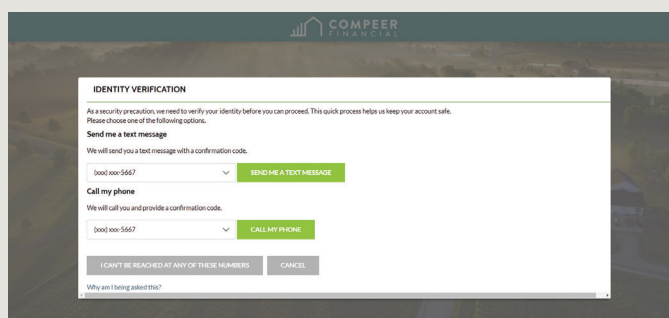 COMPEER
FINANCIAL
IDENTITY VERIFICATION
As a security precaution, we need to verify your identity before you can proceed. This quick process helps us keep your account safe.
Please choose one of the following options.
Send me a text message
We will send you a text message with a confirmation code.
(xxx) xxx-5667
SEND ME A TEXT MESSAGE
Call my phone
We will call you and provide a confirmation code.
(xxx) xxx-5667
CALL MY PHONE
I CAN'T BE REACHED AT ANY OF THESE NUMBERS
CANCEL
Why am I being asked this?